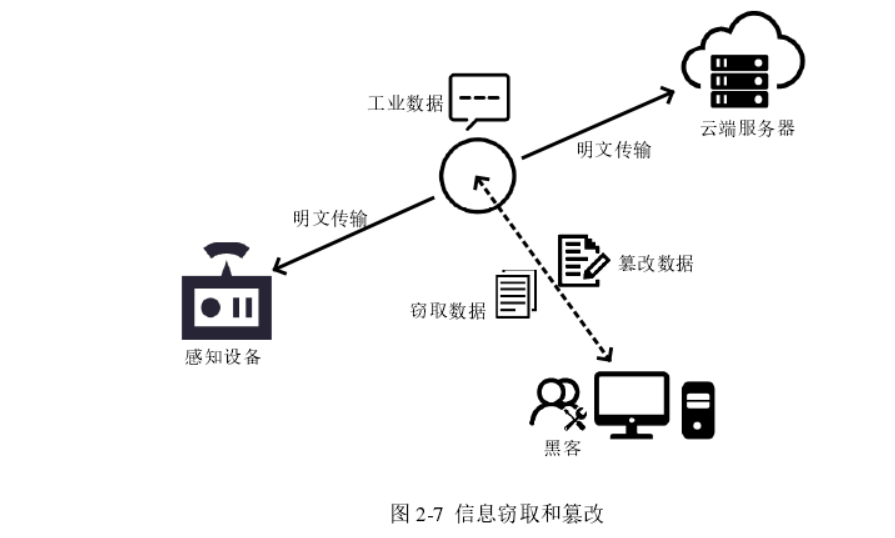 工业数据
云端服务器
明文传输
明文传输
篡改数据
窃取数据
感知设备
黑客
图 2-7 信息窃取和篡改